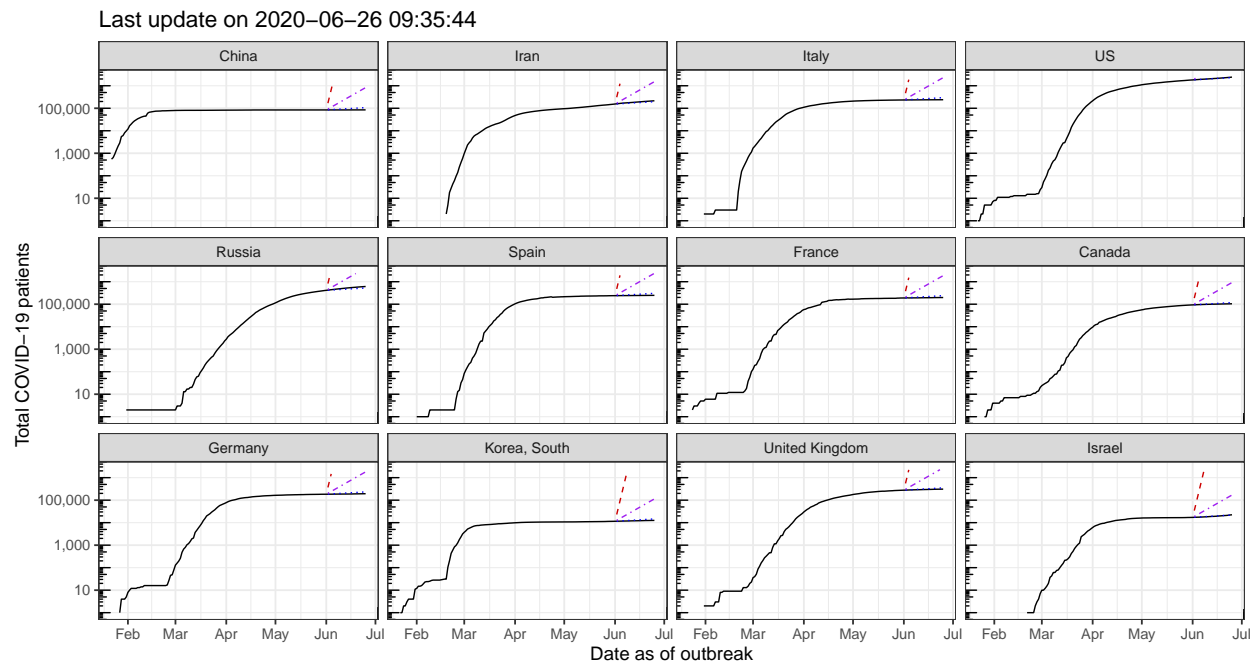 Last update on 2020−06−26 09:35:44
China Iran Italy US
100,000
1,000
10
Russia Spain France Canada
100,000
1,000
10
Germany Korea, South United Kingdom Israel
100,000
1,000
10
Feb Mar Apr May Jun Jul Feb Mar Apr May Jun Jul Feb Mar Apr May Jun Jul Feb Mar Apr May Jun Jul
Date as of outbreak
Total COVID−19 patients